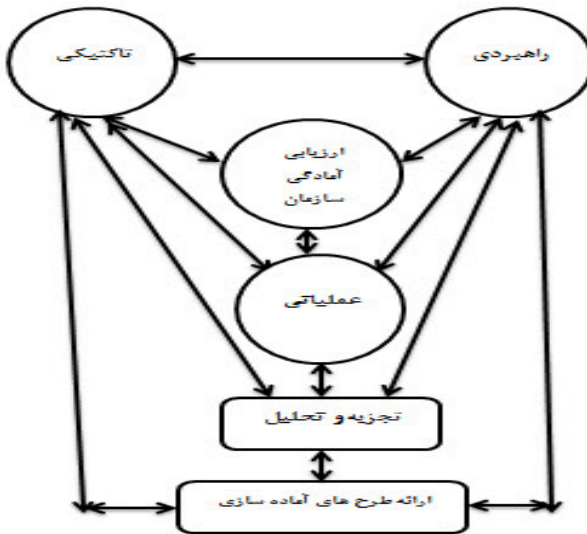 راهبردی
تاکتیکی
ارزیابی
آمادگی
سازمان
عملیاتی
تجزیه و تحلیل
ارائه طرح های آماده سازی